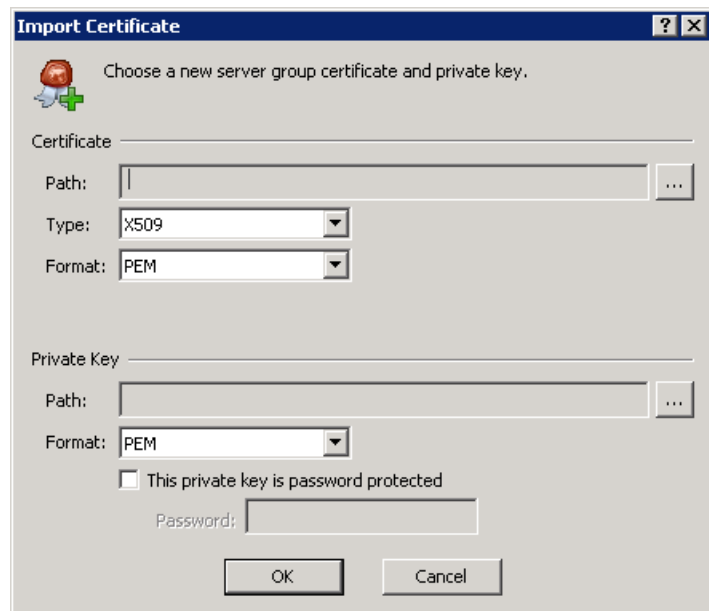 Import Certificate
Choose a new server group certificate and private key.
Certificate
Path:
...
Type: X509
Format: PEM
Private Key
Path:
...
Format: PEM
This private key is password protected
Password:
OK Cancel